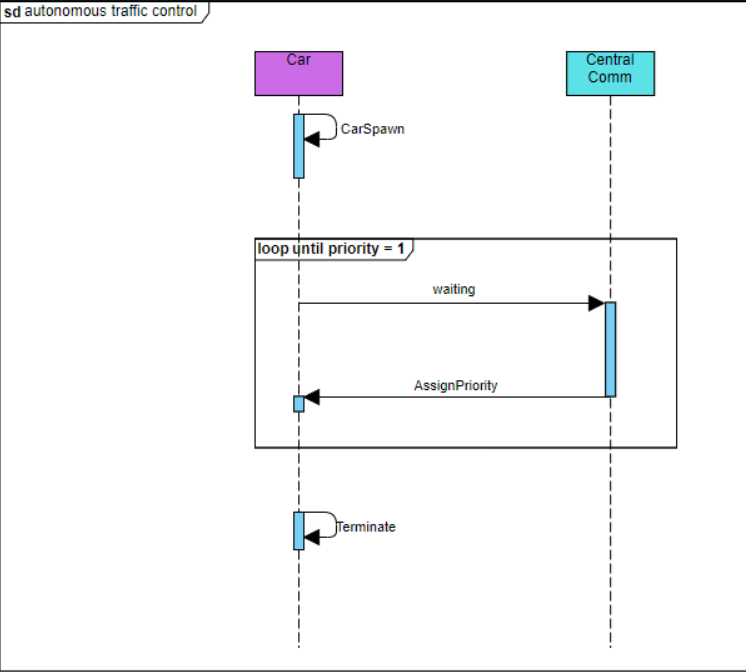 sd autonomous traffic control
Car
Central
Comm
CarSpawn
loop until priority = 1
waiting
AssignPriority
Terminate